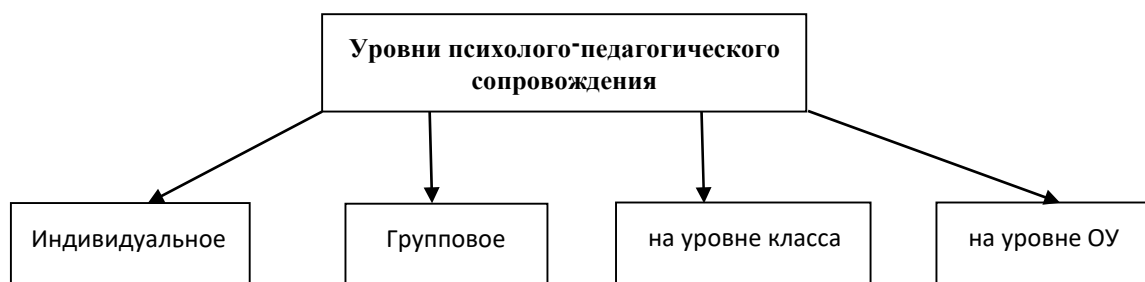 Уровни психолого-педагогического
сопровождения
Индивидуальное
Групповое
на уровне класса
на уровне ОУ